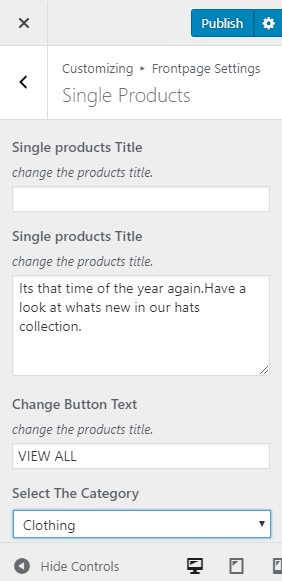 Publish
Customizing ▸ Frontpage Settings
Single Products
Single products Title
change the products title.
Single products Title
change the products title.
Its that time of the year again.Have a
look at whats new in our hats
collection.
Change Button Text
change the products title.
VIEW ALL
Select The Category
Clothing
Hide Controls